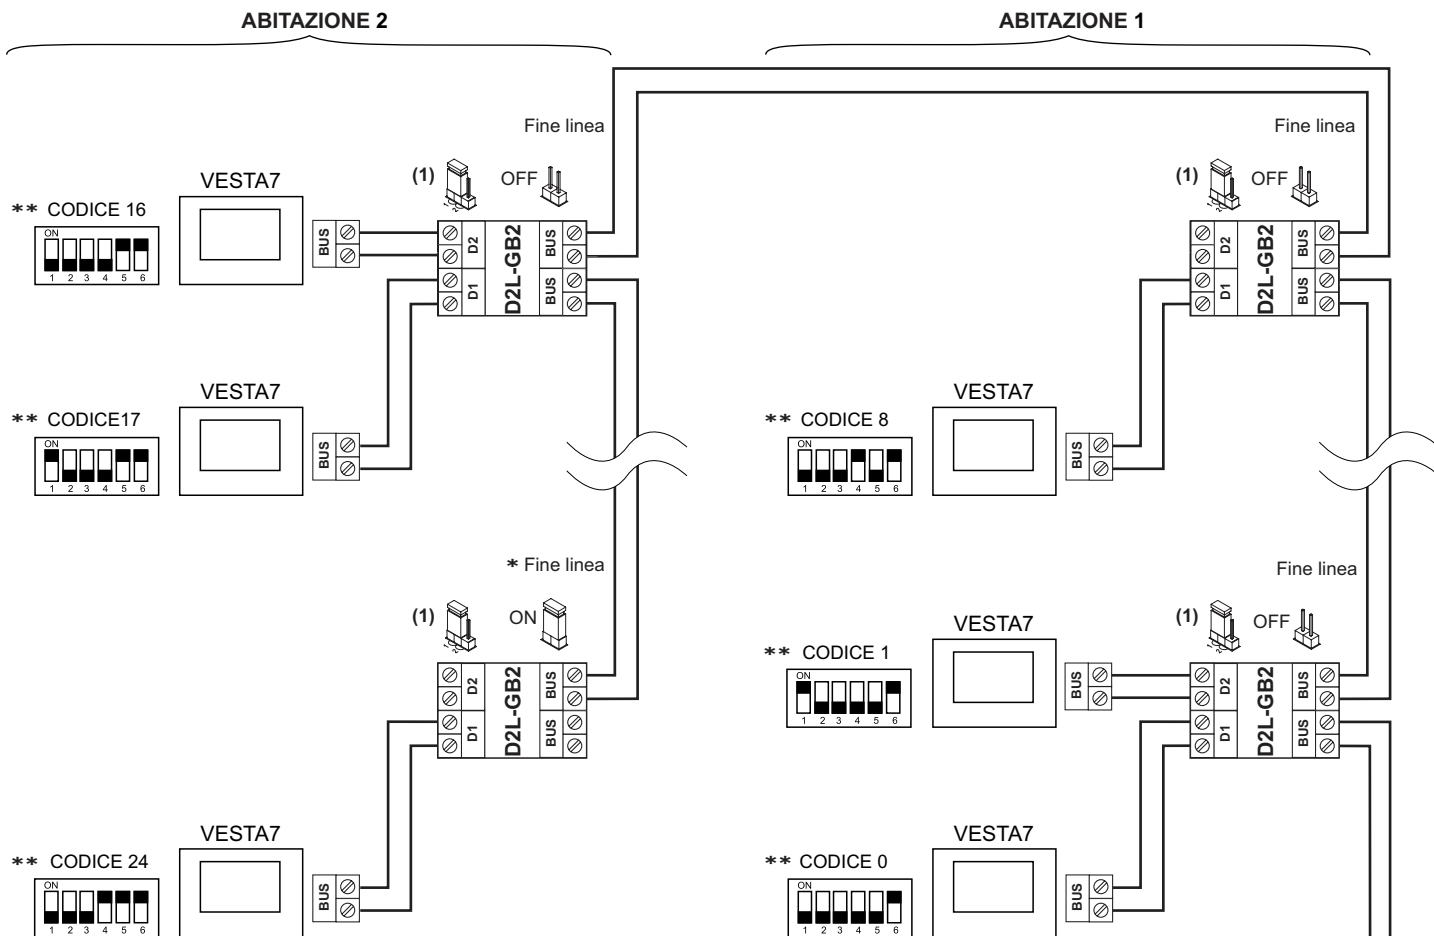 ABITAZIONE 2
ABITAZIONE 1
Fine linea
Fine linea
(1)
OFF
(1)
OFF
VESTA7
** CODICE 16
ON
1 2 3 4 5 6
BUS
D2
D1
D2L-GB2
BUS
BUS
D2
D1
D2L-GB2
BUS
BUS
VESTA7
** CODICE17
ON
1 2 3 4 5 6
BUS
VESTA7
** CODICE 8
ON
1 2 3 4 5 6
BUS
* Fine linea
(1)
ON
D2
D1
D2L-GB2
BUS
BUS
Fine linea
(1)
OFF
VESTA7
** CODICE 1
ON
1 2 3 4 5 6
BUS
D2
D1
D2L-GB2
BUS
BUS
VESTA7
** CODICE 24
ON
1 2 3 4 5 6
BUS
VESTA7
** CODICE 0
ON
1 2 3 4 5 6
BUS